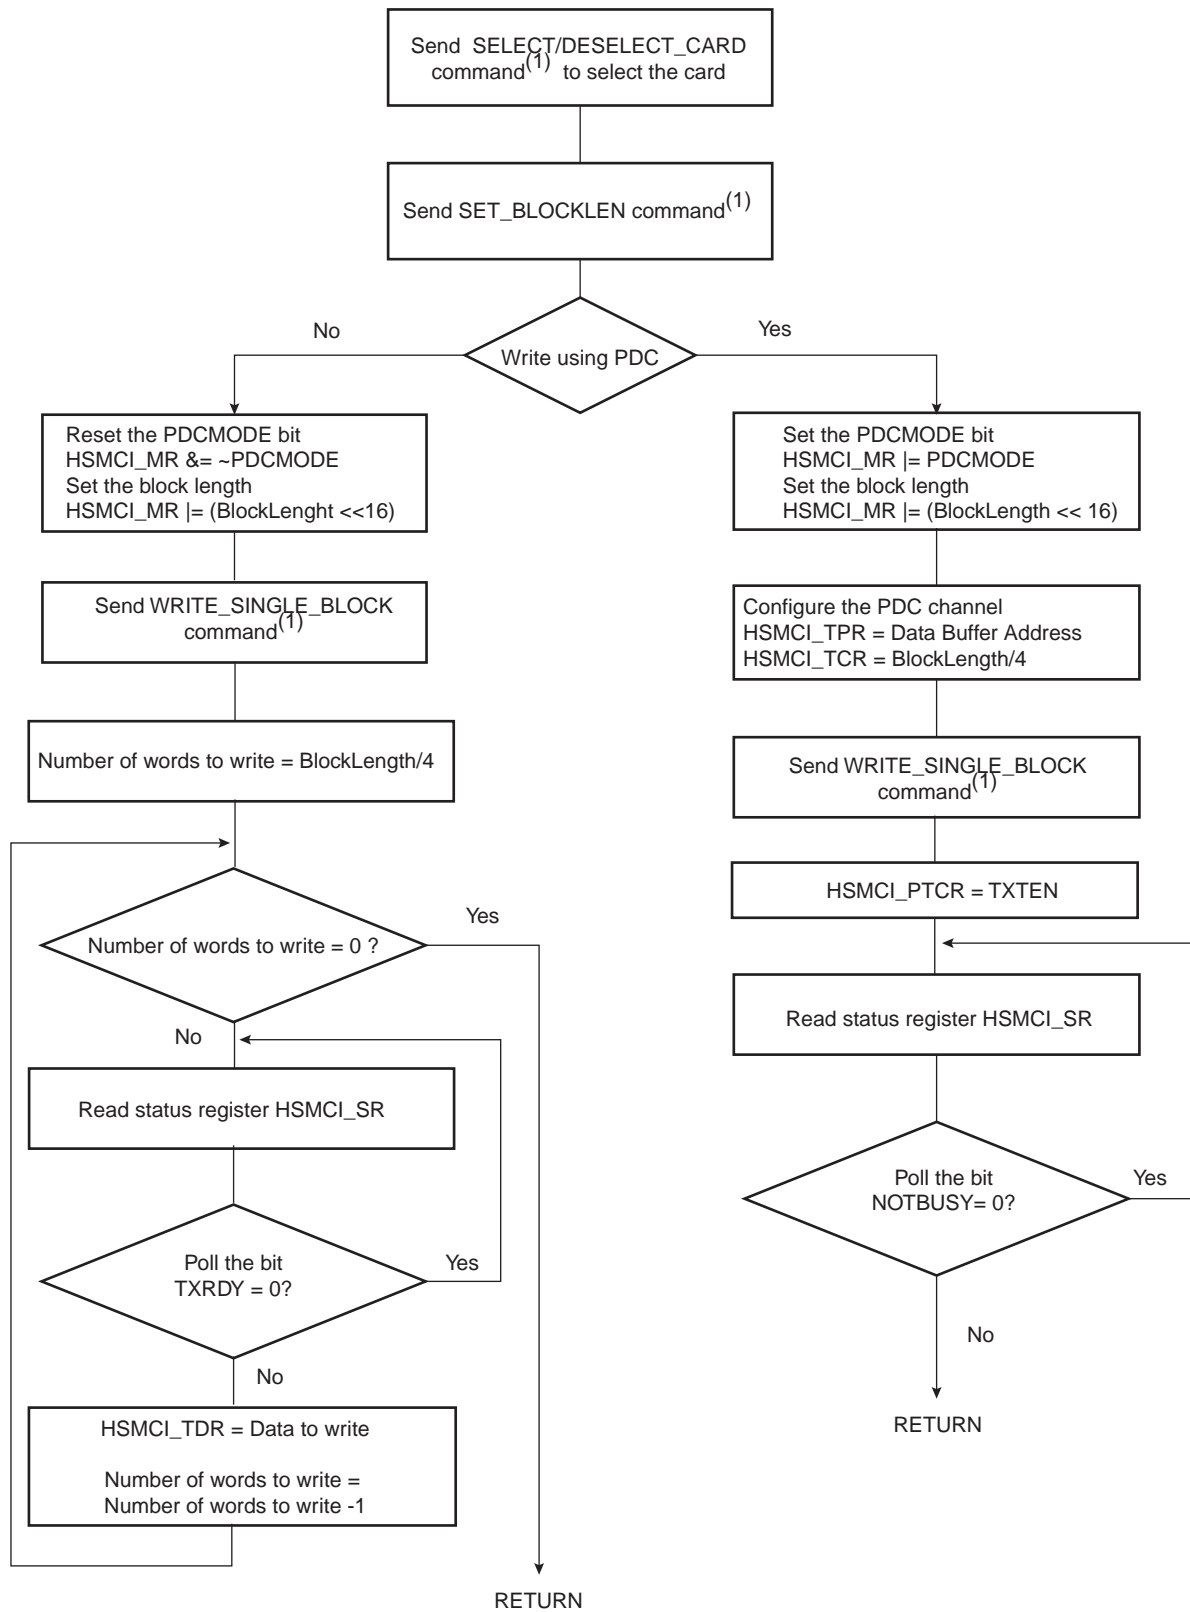 Send SELECT/DESELECT_CARD
command(1) to select the card
Send SET_BLOCKLEN command(1)
No
Yes
Write using PDC
Reset the PDCMODE bit
HSMCI_MR &= ~PDCMODE
Set the block length
HSMCI_MR |= (BlockLenght <<16)
Send WRITE_SINGLE_BLOCK
command(1)
Number of words to write = BlockLength/4
Number of words to write = 0 ?
Yes
No
Read status register HSMCI_SR
Poll the bit
TXRDY = 0?
Yes
No
HSMCI_TDR = Data to write
Number of words to write =
Number of words to write -1
RETURN
Set the PDCMODE bit
HSMCI_MR |= PDCMODE
Set the block length
HSMCI_MR |= (BlockLength << 16)
Configure the PDC channel
HSMCI_TPR = Data Buffer Address
HSMCI_TCR = BlockLength/4
Send WRITE_SINGLE_BLOCK
command(1)
HSMCI_PTCR = TXTEN
Read status register HSMCI_SR
Poll the bit
NOTBUSY= 0?
Yes
No
RETURN